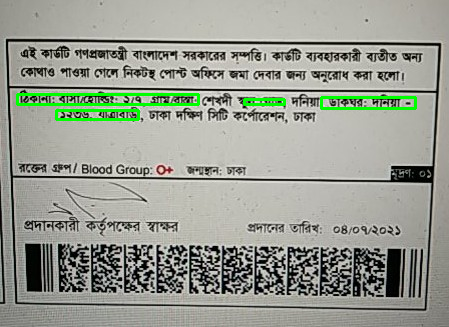 এই কার্ডটি গণপ্রজাতন্ত্রী বাংলাদেশ সরকারের সম্পত্তি। কার্ডটি ব্যবহারকারী ব্যতীত অন্য
কোথাও পাওয়া গেলে নিকটস্থ পোস্ট অফিসে জমা দেবার জন্য অনুরোধ করা হলো।
ঠিকানা: বাসা/হোল্ডিং: ১/৭ গ্রাম/রাস্তা: শেখদী দনিয়া ডাকঘর: দনিয়া -
১২৩৬, যাত্রাবাড়ী, ঢাকা দক্ষিণ সিটি কর্পোরেশন, ঢাকা
রক্তের গ্রুপ/ Blood Group: O+ জন্মস্থান: ঢাকা মুদ্রণ: ০১
প্রদানকারী কর্তৃপক্ষের স্বাক্ষর প্রদানের তারিখ: ০৪/০৭/২০২১